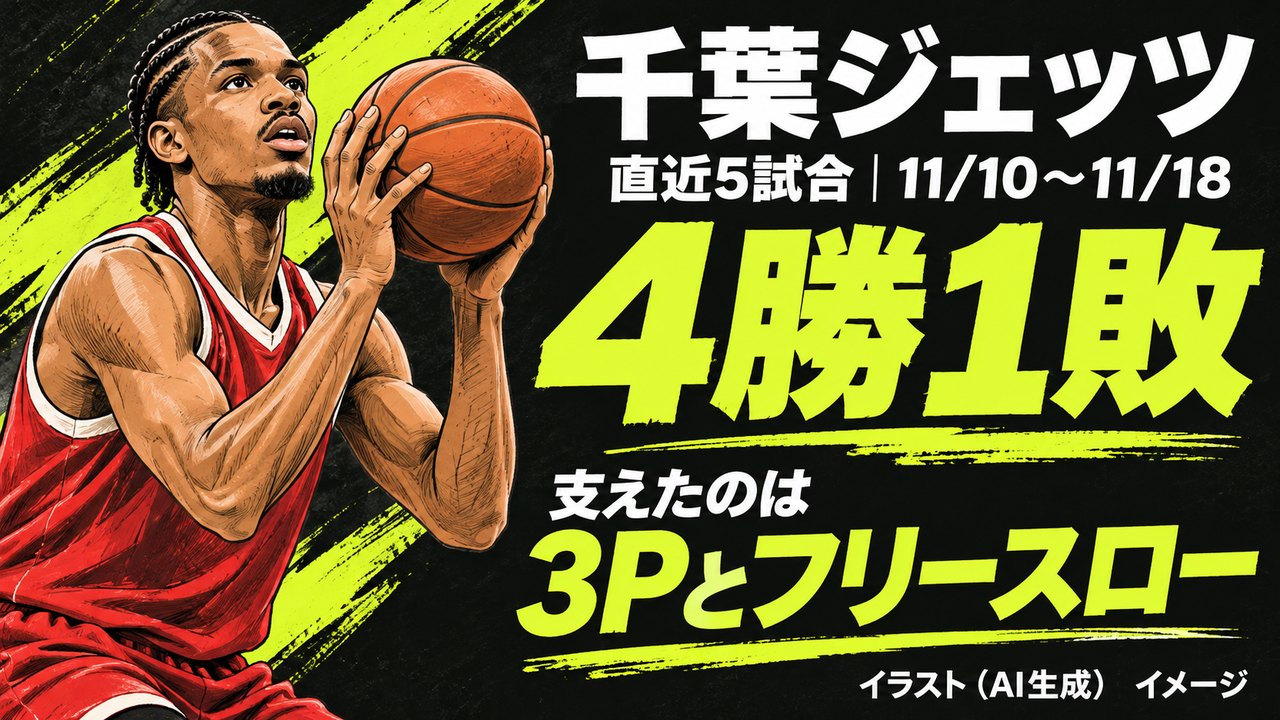 千葉ジェッツ
直近5試合｜11/10～11/18
4勝1敗
支えたのは
3Pとフリースロー
イラスト（AI生成） イメージ